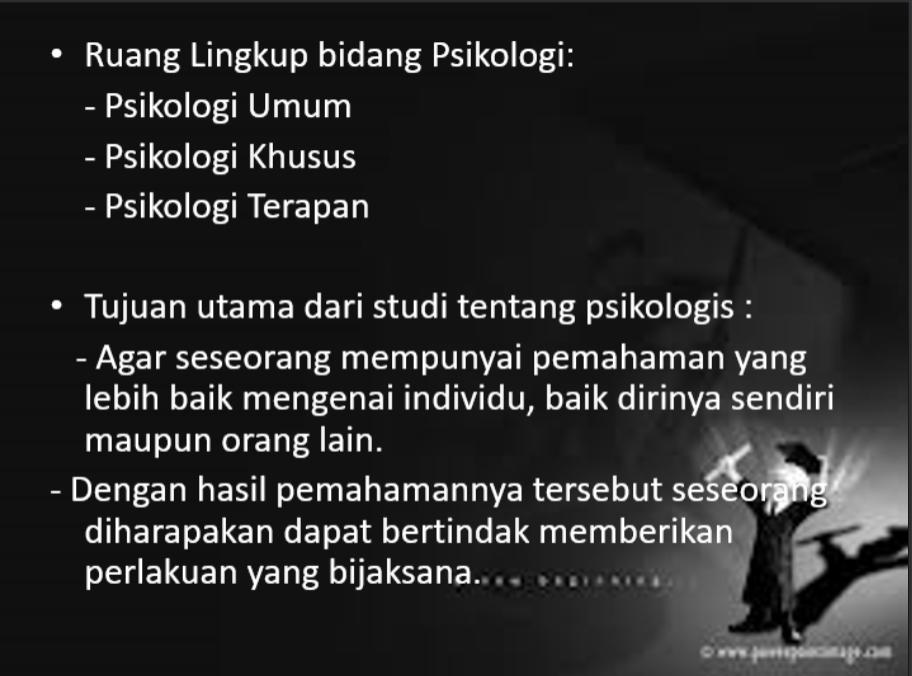 • Ruang Lingkup bidang Psikologi:
- Psikologi Umum
- Psikologi Khusus
- Psikologi Terapan
• Tujuan utama dari studi tentang psikologis :
- Agar seseorang mempunyai pemahaman yang
lebih baik mengenai individu, baik dirinya sendiri
maupun orang lain.
- Dengan hasil pemahamannya tersebut seseorang
diharapakan dapat bertindak memberikan
perlakuan yang bijaksana.